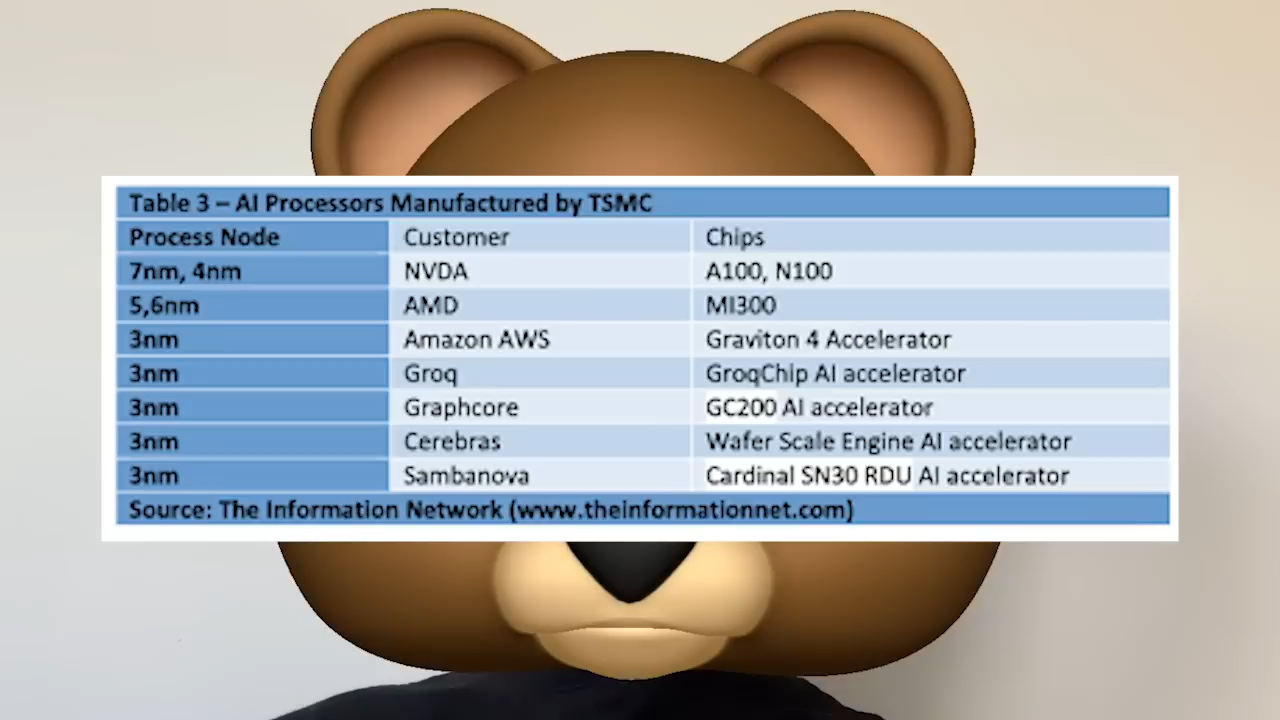 Table 3 – AI Processors Manufactured by TSMC
Process Node Customer Chips
7nm, 4nm NVDA A100, N100
5,6nm AMD MI300
3nm Amazon AWS Graviton 4 Accelerator
3nm Groq GroqChip AI accelerator
3nm Graphcore GC200 AI accelerator
3nm Cerebras Wafer Scale Engine AI accelerator
3nm Sambanova Cardinal SN30 RDU AI accelerator
Source: The Information Network (www.theinformationnet.com)